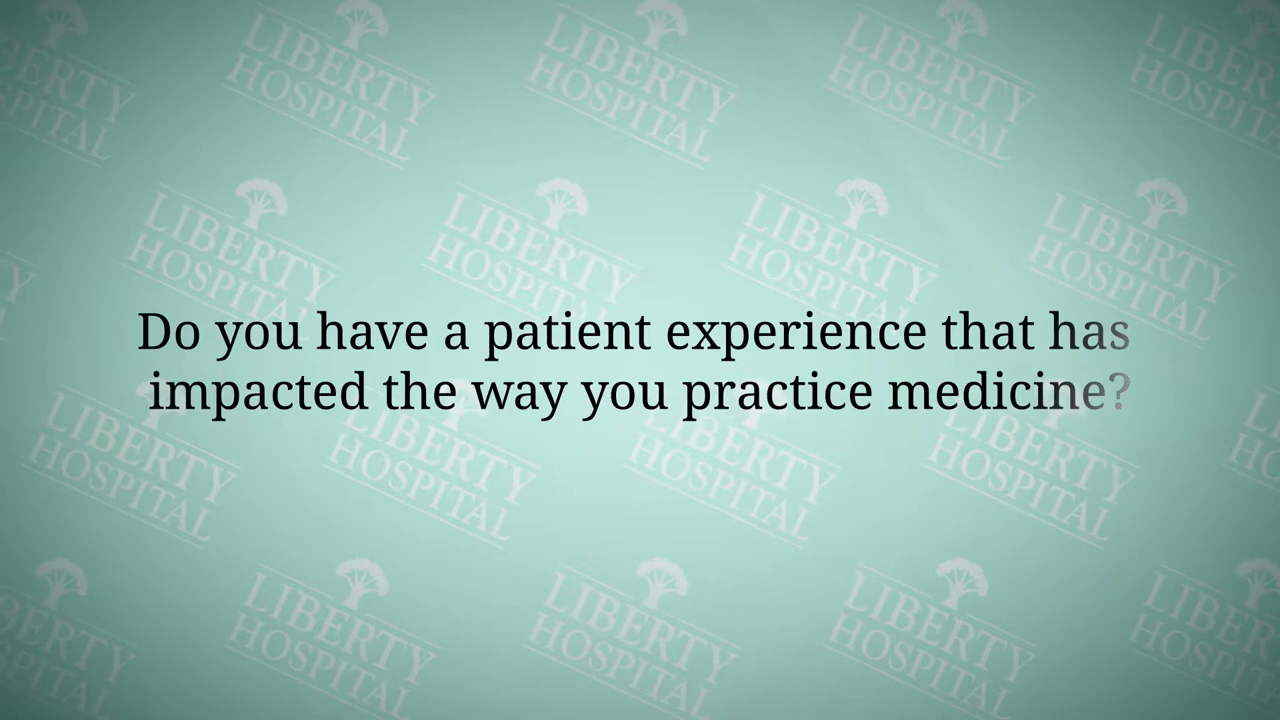 Do you have a patient experience that has
impacted the way you practice medicine?
LIBERTY
HOSPITAL